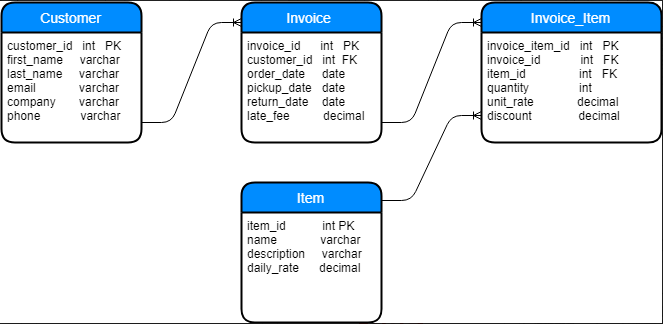 Customer
customer_id int PK
first_name varchar
last_name varchar
email varchar
company varchar
phone varchar
Invoice
invoice_id int PK
customer_id int FK
order_date date
pickup_date date
return_date date
late_fee decimal
Invoice_Item
invoice_item_id int PK
invoice_id int FK
item_id int FK
quantity int
unit_rate decimal
discount decimal
Item
item_id int PK
name varchar
description varchar
daily_rate decimal